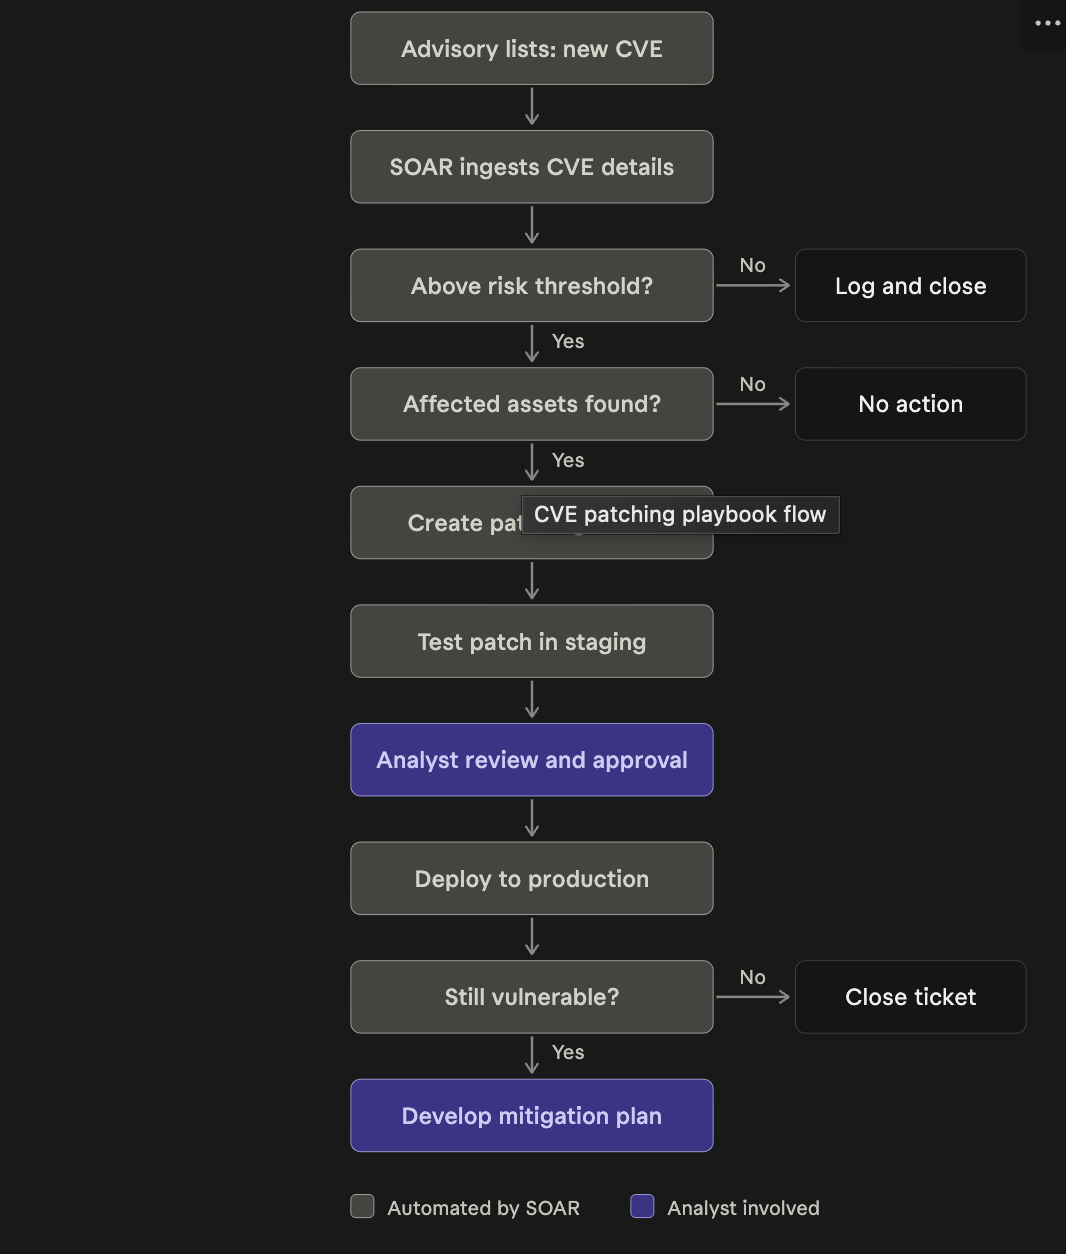 Advisory lists: new CVE
SOAR ingests CVE details
Above risk threshold?
No
Log and close
Yes
Affected assets found?
No
No action
Yes
Create
CVE patching playbook flow
Test patch in staging
Analyst review and approval
Deploy to production
Still vulnerable?
No
Close ticket
Yes
Develop mitigation plan
Automated by SOAR
Analyst involved